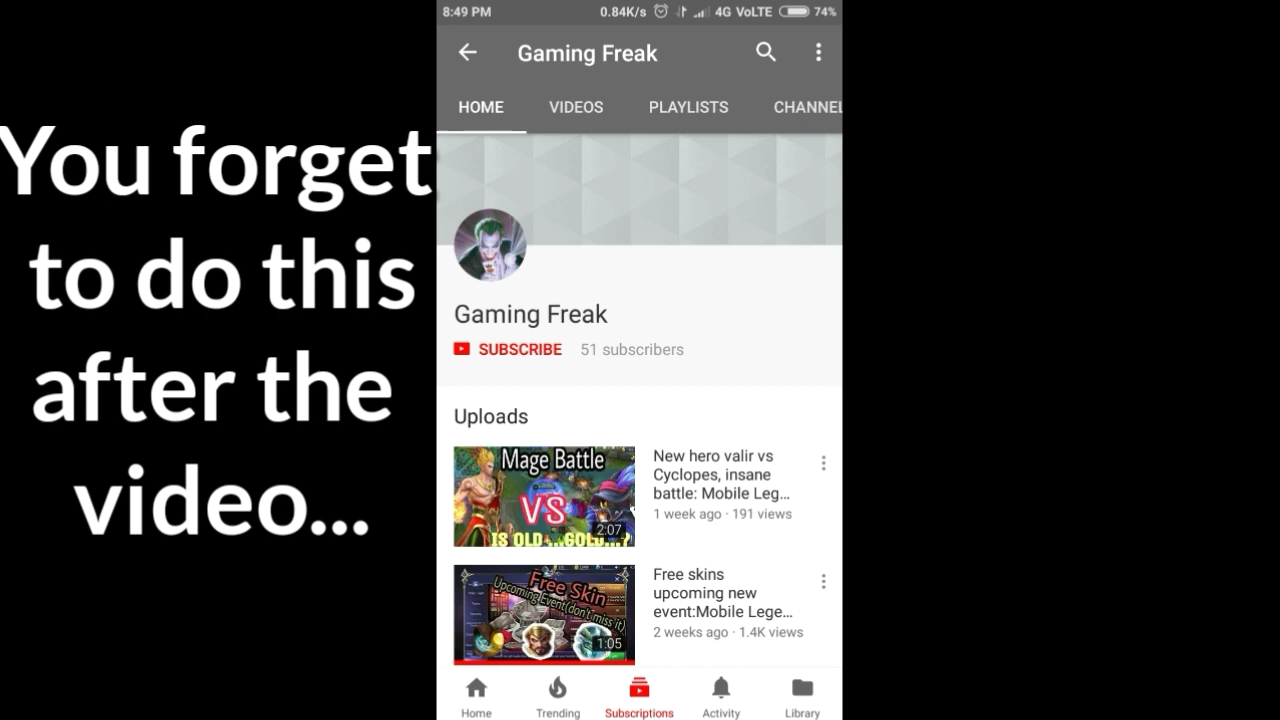 You forget
to do this
after the
video...
8:49 PM
0.84K/s
4G VoLTE
74%
Gaming Freak
HOME
VIDEOS
PLAYLISTS
CHANNEL
Gaming Freak
SUBSCRIBE
51 subscribers
Uploads
Mage Battle
VS
IS OLD ...GOLD...?
2:07
New hero valir vs
Cyclopes, insane
battle: Mobile Leg...
1 week ago · 191 views
Free Skin
Upcoming Event(don't miss it)
1:05
Free skins
upcoming new
event:Mobile Lege...
2 weeks ago · 1.4K views
Home
Trending
Subscriptions
Activity
Library